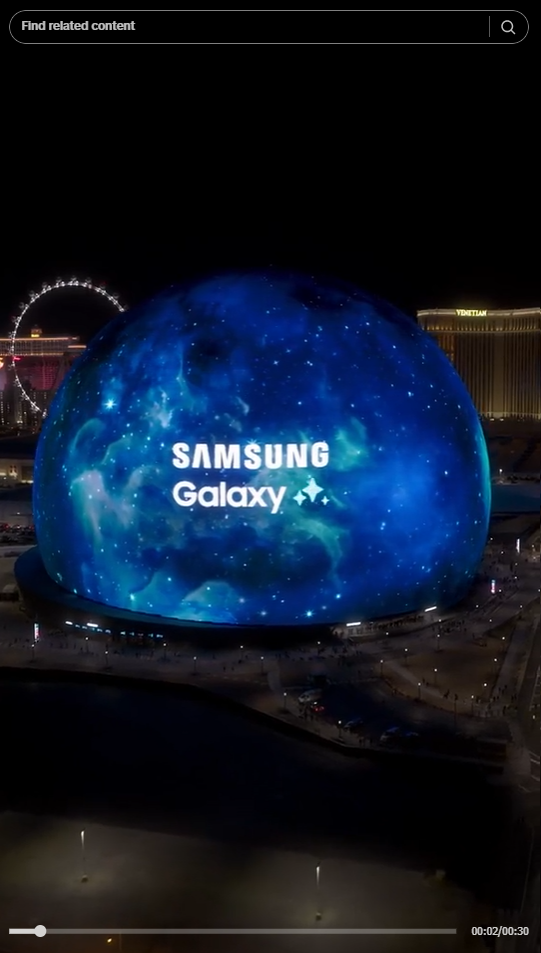 Find related content
VENETIAN
SAMSUNG
Galaxy
00:02/00:30